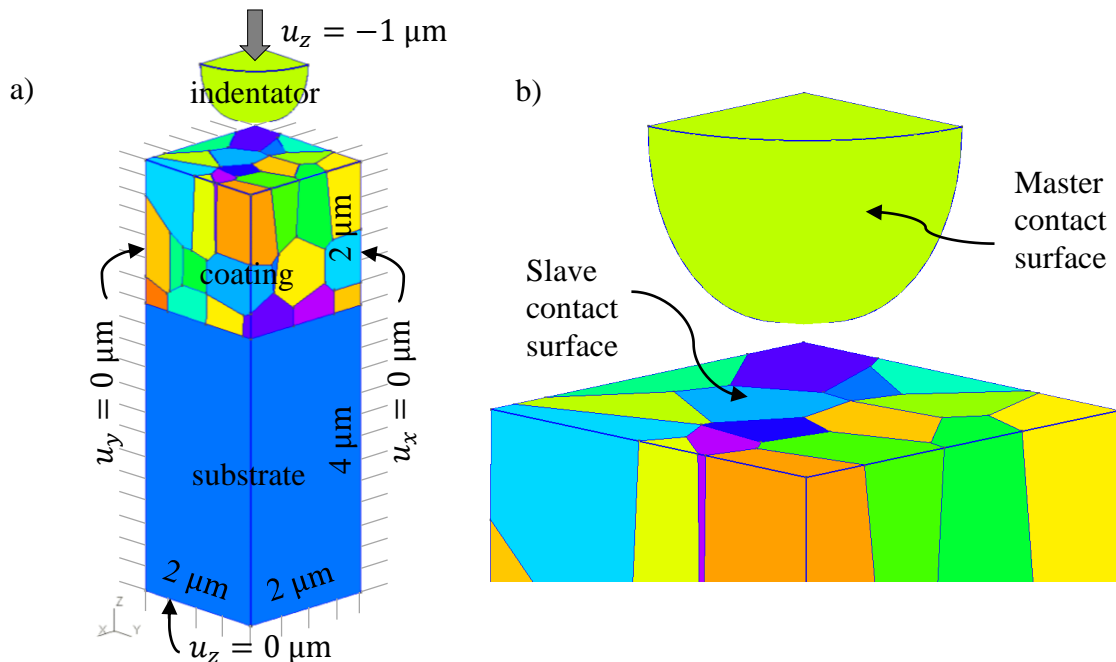 u_z = −1 μm
a)
indentator
b)
2 μm
coating
u_y = 0 μm
u_x = 0 μm
4 μm
substrate
2 μm
2 μm
Z
X
Y
u_z = 0 μm
Master
contact
surface
Slave
contact
surface